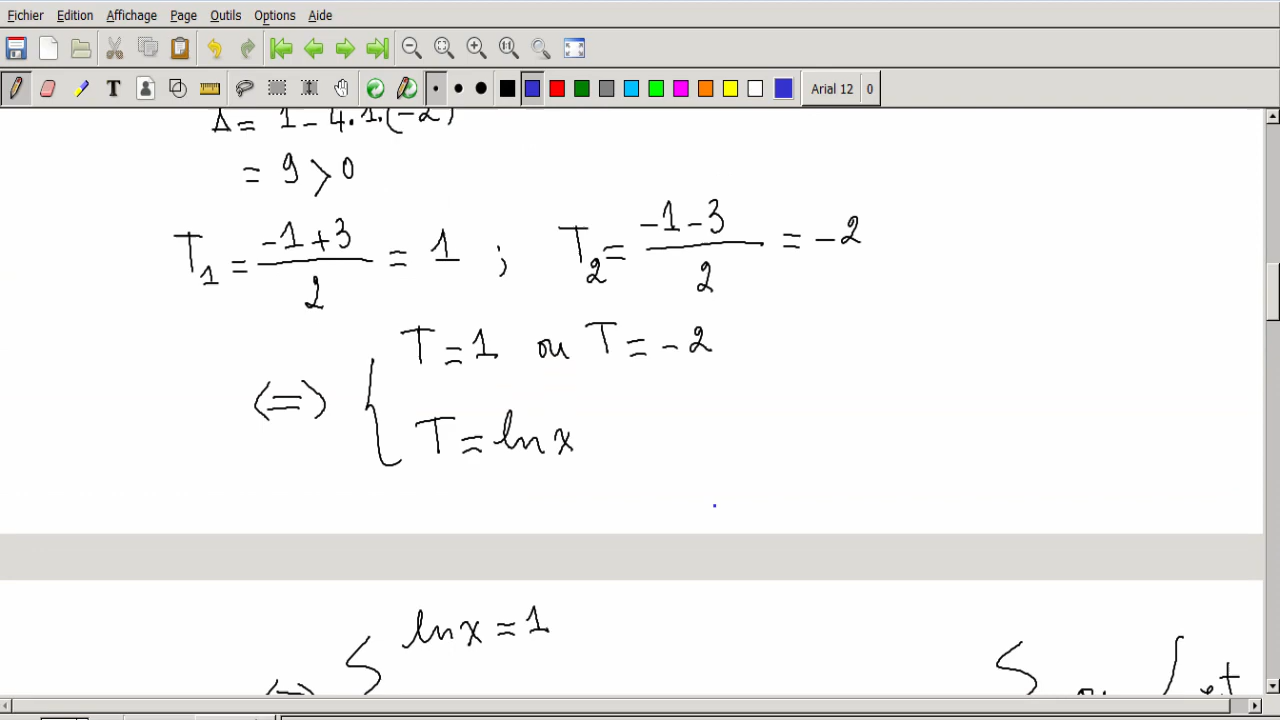 Fichier Edition Affichage Page Outils Options Aide
T Arial 12 0
Δ = 1 - 4.1.(-2)
= 9 > 0
T₁ = (-1+3)/2 = 1 ; T₂ = (-1-3)/2 = -2
T = 1 ou T = -2
⟺ {
T = ln x
ln x = 1